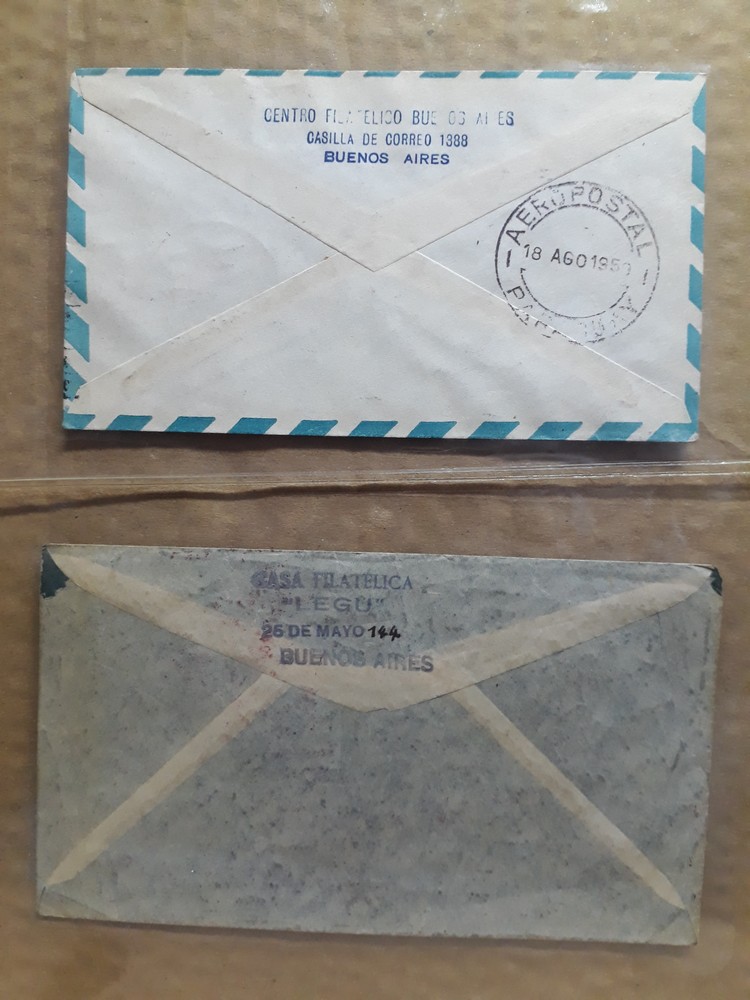 CENTRO BUE OS AI ES
CASILLA DE CORREO 1388
BUENOS AIRES
AEROPOSTAL
18 AGO 195
CASA FILATELICA
"LEGU"
25 DE MAYO 144
BUENOS AIRES